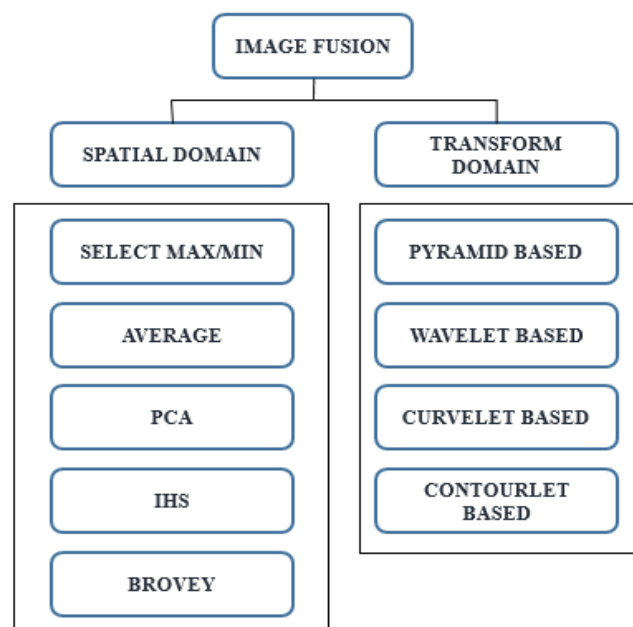 IMAGE FUSION
SPATIAL DOMAIN
TRANSFORM
DOMAIN
SELECT MAX/MIN
AVERAGE
PCA
IHS
BROVEY
PYRAMID BASED
WAVELET BASED
CURVELET BASED
CONTOURLET
BASED